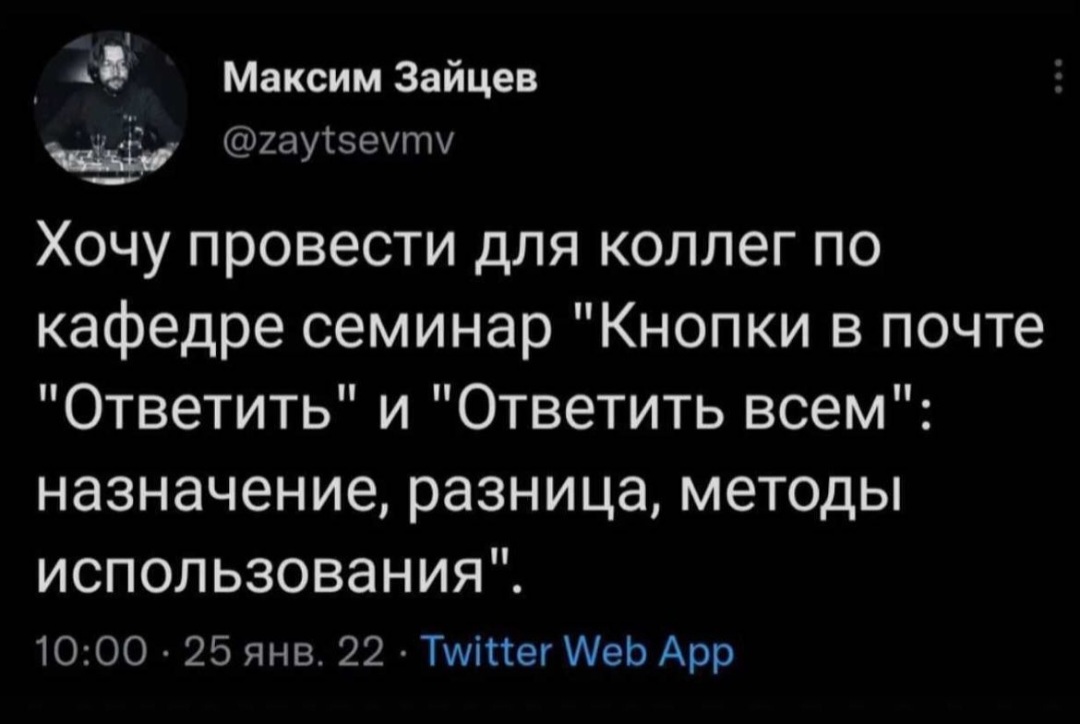 Максим Зайцев
@zaytsevmv
Хочу провести для коллег по
кафедре семинар "Кнопки в почте
"Ответить" и "Ответить всем":
назначение, разница, методы
использования".
10:00 · 25 янв. 22 · Twitter Web App